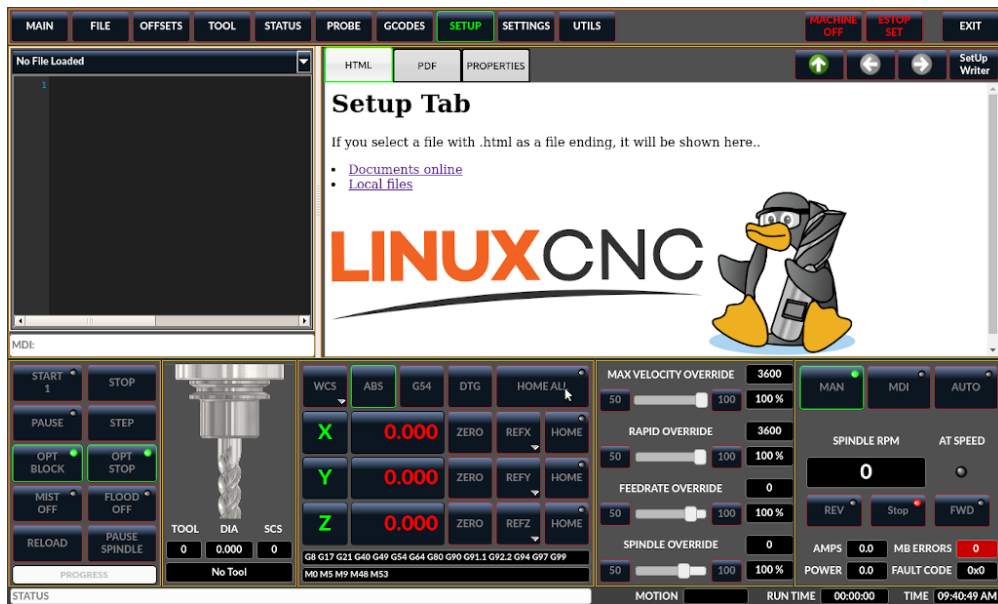 MAIN FILE OFFSETS TOOL STATUS PROBE GCODES SETUP SETTINGS UTILS MACHINE OFF ESTOP SET EXIT
No File Loaded
1
MDI:
HTML PDF PROPERTIES SetUp Writer
Setup Tab
If you select a file with .html as a file ending, it will be shown here..
• Documents online
• Local files
LINUXCNC
START 1 STOP
PAUSE STEP
OPT BLOCK OPT STOP
MIST OFF FLOOD OFF
RELOAD PAUSE SPINDLE
PROGRESS
TOOL DIA SCS
0 0.000 0
No Tool
WCS ABS G54 DTG HOME ALL
X 0.000 ZERO REFX HOME
Y 0.000 ZERO REFY HOME
Z 0.000 ZERO REFZ HOME
G8 G17 G21 G40 G49 G54 G64 G80 G90 G91.1 G92.2 G94 G97 G99
M0 M5 M9 M48 M53
MAX VELOCITY OVERRIDE 3600
50 100 100 %
RAPID OVERRIDE 3600
50 100 100 %
FEEDRATE OVERRIDE 0
50 100 100 %
SPINDLE OVERRIDE 0
50 100 100 %
MAN MDI AUTO
SPINDLE RPM AT SPEED
0
REV Stop FWD
AMPS 0.0 MB ERRORS 0
POWER 0.0 FAULT CODE 0x0
STATUS MOTION RUN TIME 00:00:00 TIME 09:40:49 AM